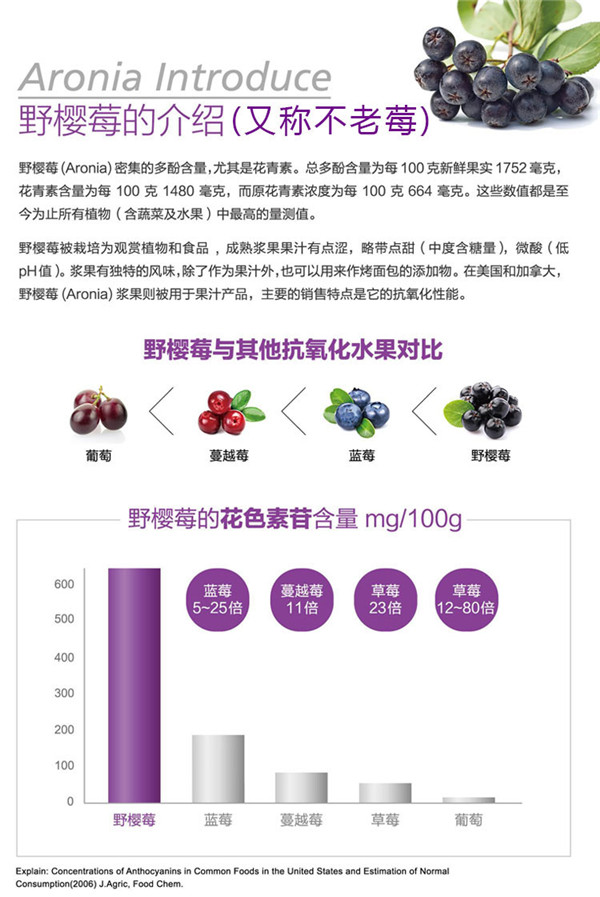 Aronia Introduce
野樱莓的介绍(又称不老莓)
野樱莓(Aronia)密集的多酚含量,尤其是花青素。总多酚含量为每100克新鲜果实1752毫克,
花青素含量为每 100 克 1480 毫克,而原花青素浓度为每 100 克 664 毫克。这些数值都是至
今为止所有植物(含蔬菜及水果)中最高的量测值。
野樱莓被栽培为观赏植物和食品,成熟浆果果汁有点涩,略带点甜(中度含糖量),微酸(低
pH值)。浆果有独特的风味,除了作为果汁外,也可以用来作烤面包的添加物。在美国和加拿大,
野樱莓(Aronia)浆果则被用于果汁产品,主要的销售特点是它的抗氧化性能。
野樱莓与其他抗氧化水果对比
葡萄 蔓越莓 蓝莓 野樱莓
野樱莓的花色素苷含量 mg/100g
蓝莓 蔓越莓 草莓 草莓
5~25倍 11倍 23倍 12~80倍
600
500
400
300
200
100
0
野樱莓 蓝莓 蔓越莓 草莓 葡萄
Explain: Concentrations of Anthocyanins in Common Foods in the United States and Estimation of Normal
Consumption(2006) J.Agric, Food Chem.